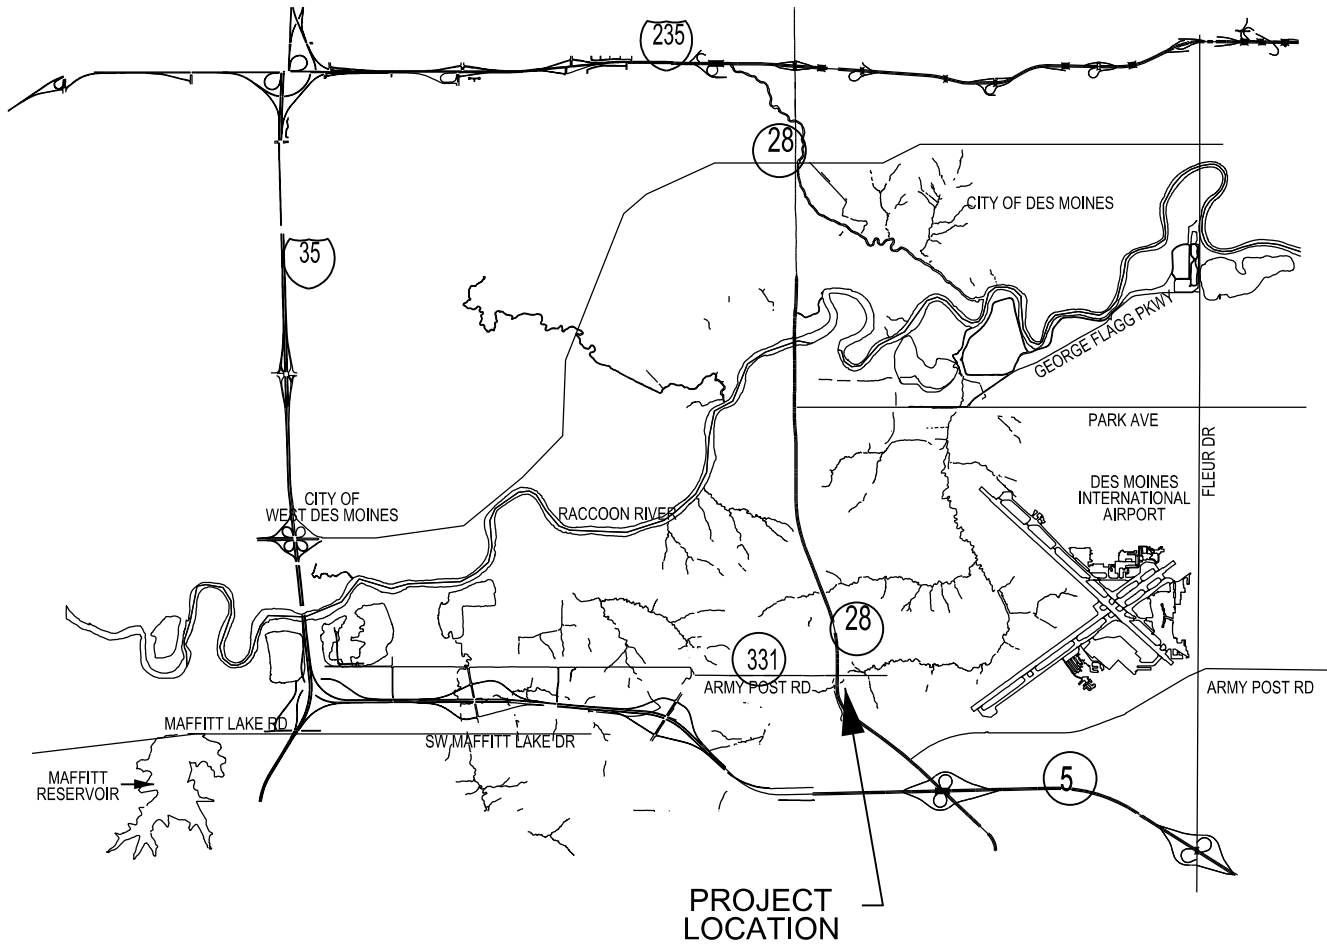 235
28
CITY OF DES MOINES
35
GEORGE FLAGG PKWY
PARK AVE
FLEUR DR
DES MOINES
INTERNATIONAL
AIRPORT
CITY OF
WEST DES MOINES
RACCOON RIVER
28
331
ARMY POST RD
ARMY POST RD
MAFFITT LAKE RD
SW MAFFITT LAKE DR
MAFFITT
RESERVOIR
5
PROJECT
LOCATION